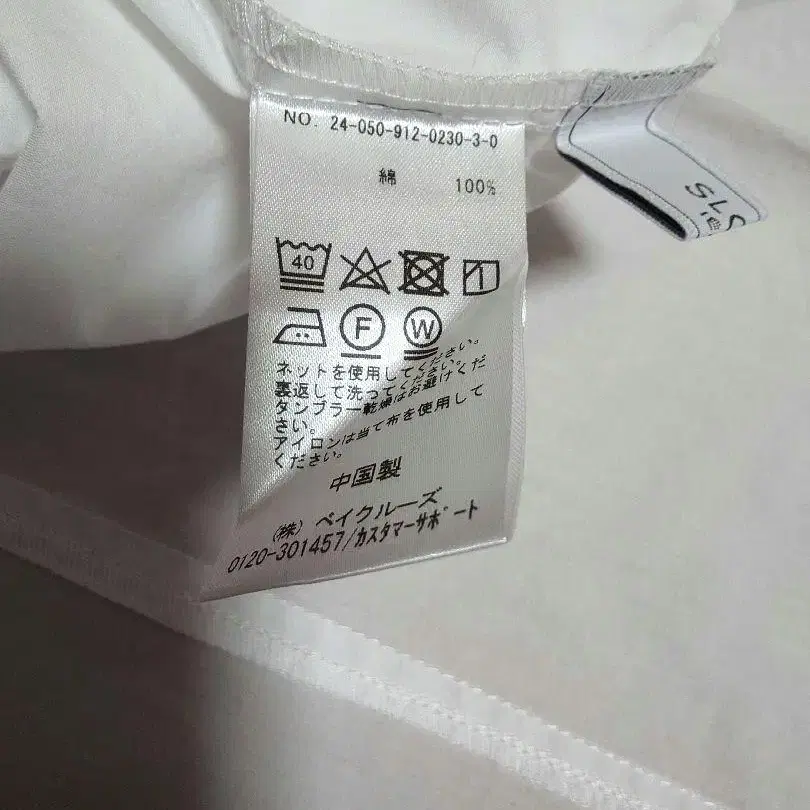 NO. 24-050-912-0230-3-0
綿 100%
40
F W
ネットを使用してください。
裏返して洗ってください。
タンブラー乾燥はお避けくだ
さい。
アイロンは当て布を使用して
ください。
中国製
(株) ベイクルーズ
0120-301457/カスタマーサポート
SLS